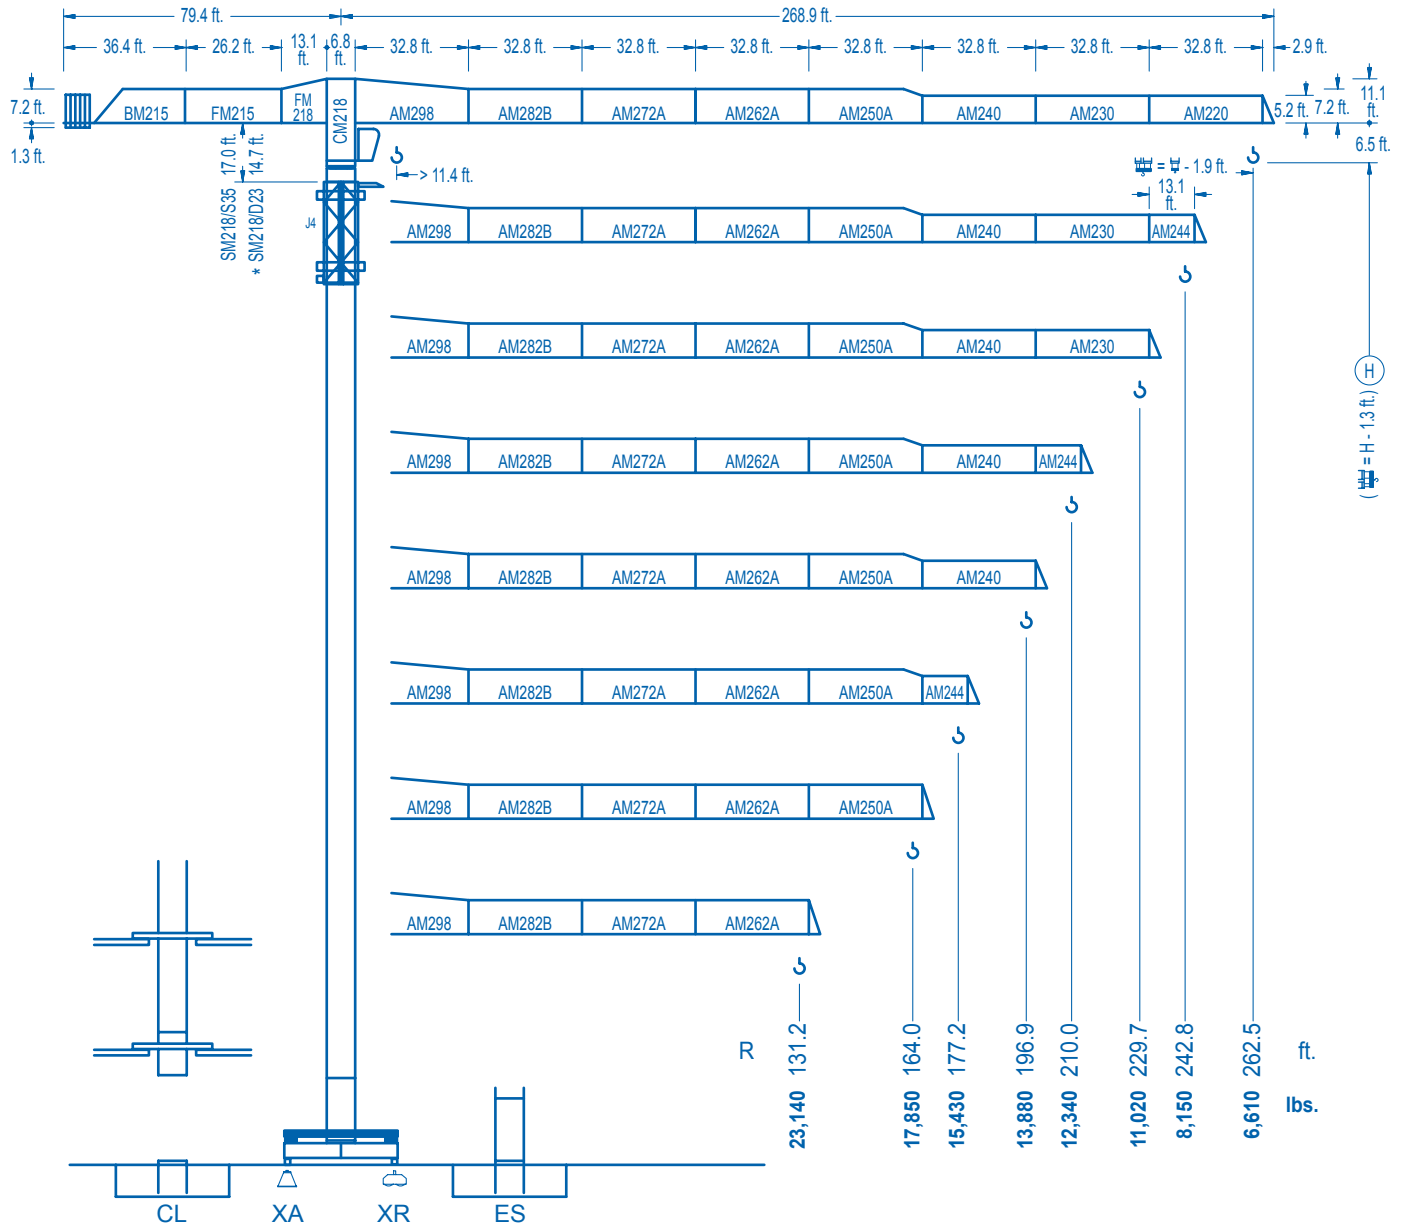 79.4 ft. 268.9 ft.
36.4 ft. 26.2 ft. 13.1 ft. 6.8 ft. 32.8 ft. 32.8 ft. 32.8 ft. 32.8 ft. 32.8 ft. 32.8 ft. 32.8 ft. 32.8 ft. 2.9 ft.
7.2 ft. BM215 FM215 FM 218 CM218 AM298 AM282B AM272A AM262A AM250A AM240 AM230 AM220 5.2 ft. 7.2 ft. 11.1 ft.
1.3 ft. 6.5 ft.
SM218/S35 17.0 ft.
* SM218/D23 14.7 ft.
> 11.4 ft.
= - 1.9 ft.
13.1 ft.
J4
AM298 AM282B AM272A AM262A AM250A AM240 AM230 AM244
AM298 AM282B AM272A AM262A AM250A AM240 AM230
H
( = H - 1.3 ft.)
AM298 AM282B AM272A AM262A AM250A AM240 AM244
AM298 AM282B AM272A AM262A AM250A AM240
AM298 AM282B AM272A AM262A AM250A AM244
AM298 AM282B AM272A AM262A AM250A
AM298 AM282B AM272A AM262A
R 131.2 164.0 177.2 196.9 210.0 229.7 242.8 262.5 ft.
23,140 17,850 15,430 13,880 12,340 11,020 8,150 6,610 lbs.
CL XA XR ES